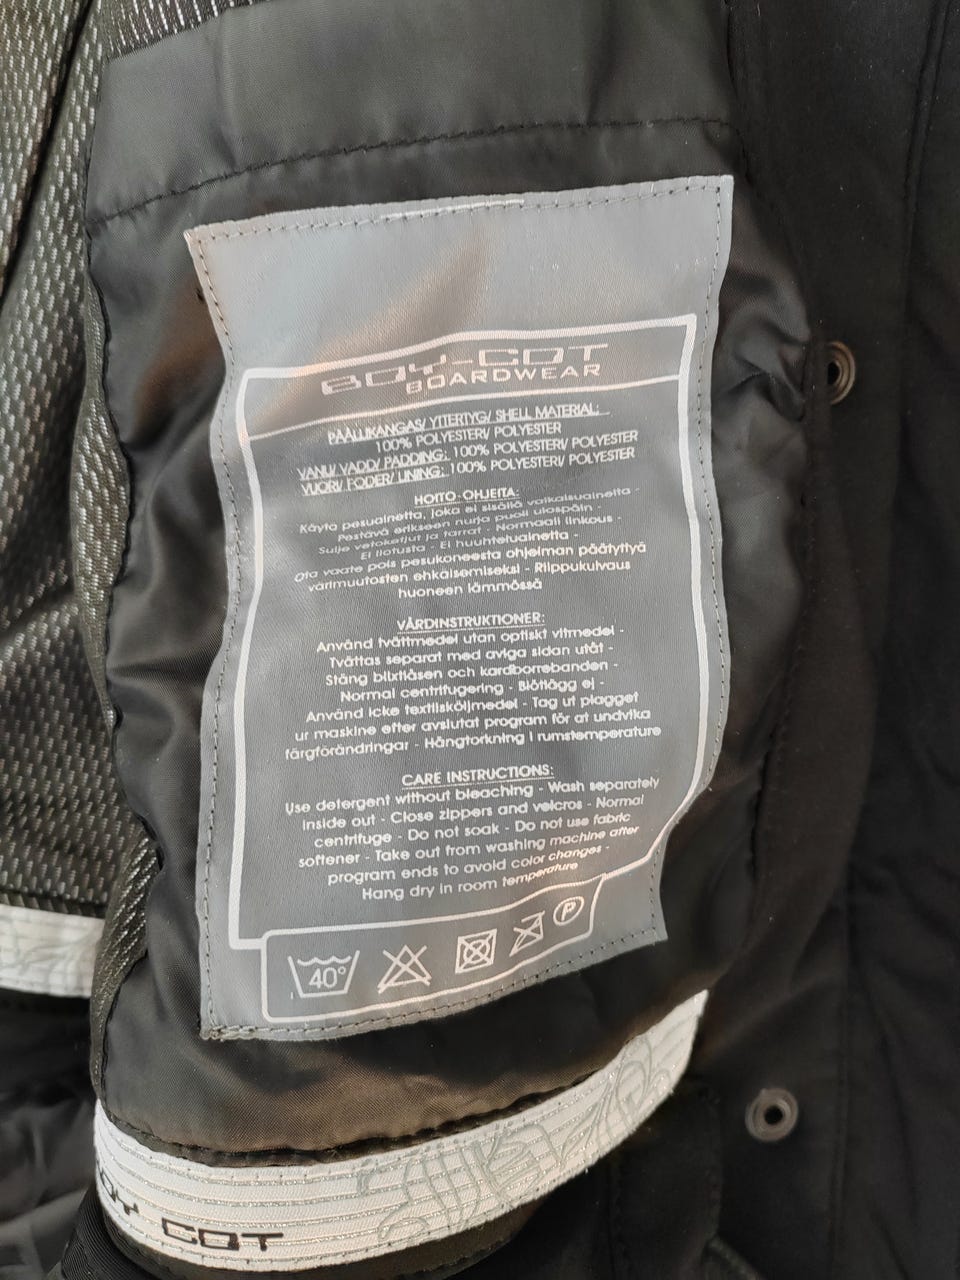 BOY-COT
BOARDWEAR
PÄÄLLIKANGAS/ YTTERTYG/ SHELL MATERIAL:
100% POLYESTERI/ POLYESTER
VANU/ VADD/ PADDING: 100% POLYESTERI/ POLYESTER
VUORI/ FODER/ LINING: 100% POLYESTERI/ POLYESTER
HOITO-OHJEITA:
Käytä pesuainetta, joka ei sisällä valkaisuainetta -
Pestävä erikseen nurja puoli ulospäin -
Sulje vetoketjut ja tarrat - Normaali linkous -
Ei liotusta - Ei huuhteluainetta -
Ota vaate pois pesukoneesta ohjelman päätyttyä
värimuutosten ehkäisemiseksi - Riippukuivaus
huoneen lämmössä
VÅRDINSTRUKTIONER:
Använd tvättmedel utan optiskt vitmedel -
Tvättas separat med aviga sidan utåt -
Stäng blixtlåsen och kardborrebanden -
Normal centrifugering - Blötlägg ej -
Använd icke textilsköljmedel - Tag ut plagget
ur maskine efter avslutat program för at undvika
färgförändringar - Hängtorkning i rumstemperature
CARE INSTRUCTIONS:
Use detergent without bleaching - Wash separately
inside out - Close zippers and velcros - Normal
centrifuge - Do not soak - Do not use fabric
softener - Take out from washing machine after
program ends to avoid color changes -
Hang dry in room temperature
40° P
BOY COT